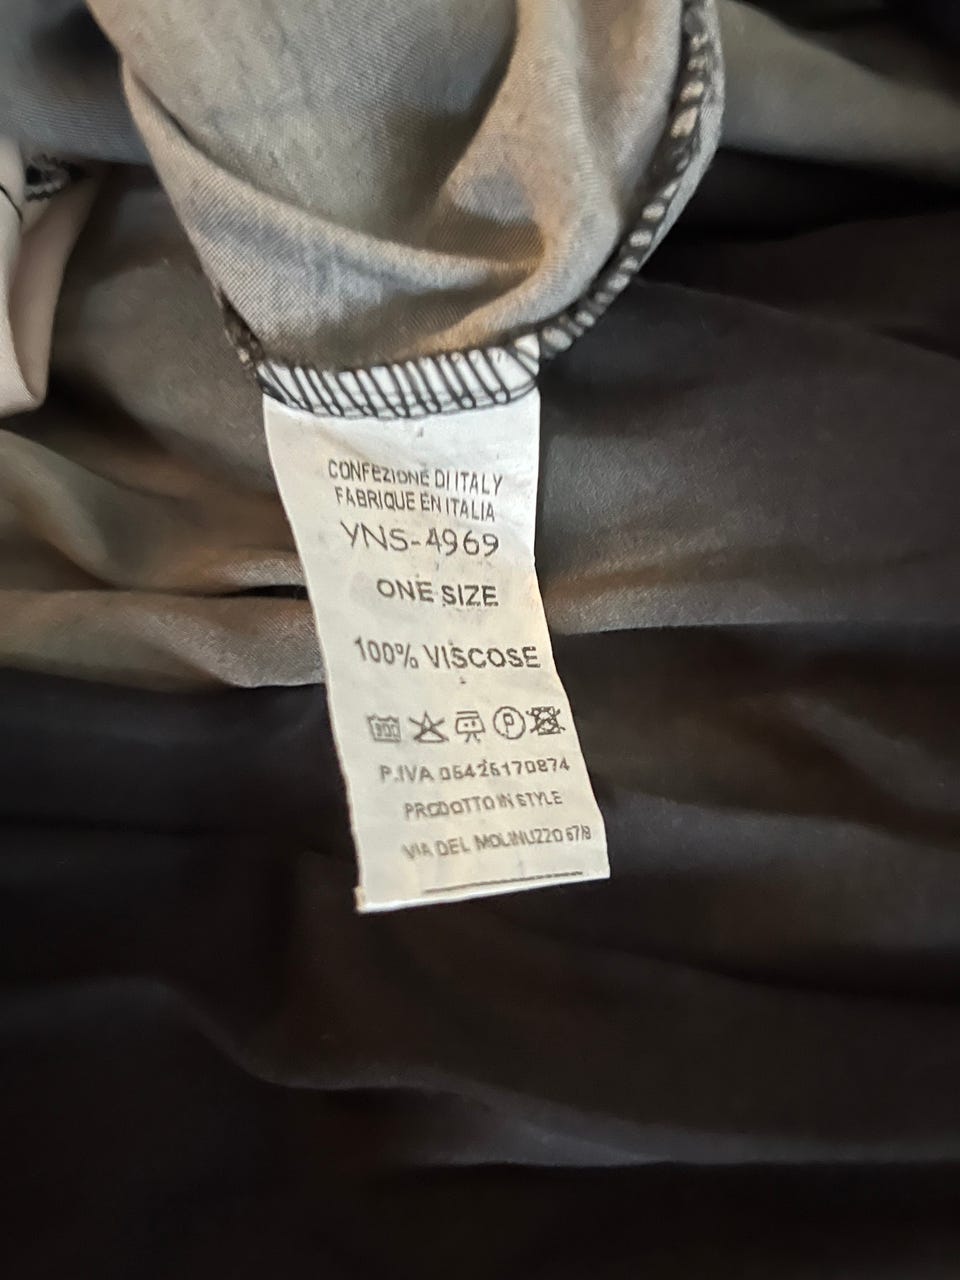 CONFEZIONE DI ITALY
FABRIQUE EN ITALIA
YNS-4969
ONE SIZE
100% VISCOSE
P
P.IVA 05426170874
PRODOTTO IN STYLE
VIA DEL MOLINUZZO 67/8